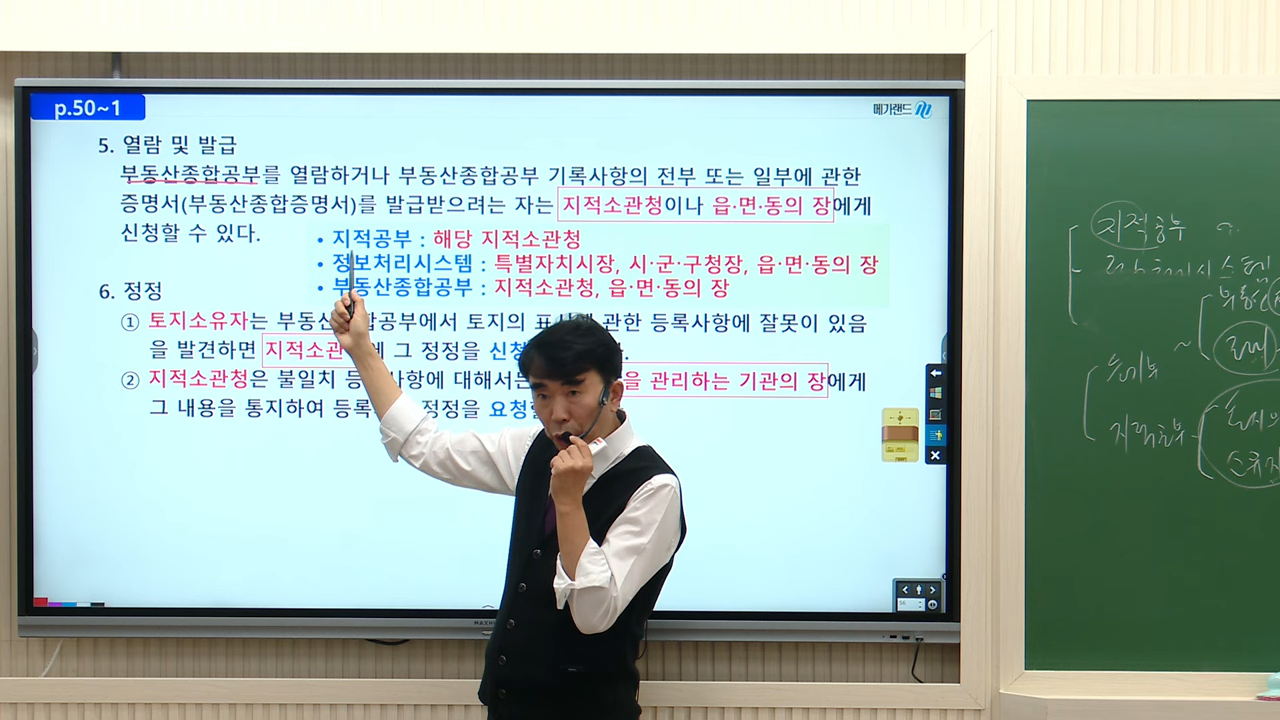 p.50~1
메가랜드
5. 열람 및 발급
부동산종합공부를 열람하거나 부동산종합공부 기록사항의 전부 또는 일부에 관한
증명서(부동산종합증명서)를 발급받으려는 자는 지적소관청이나 읍·면·동의 장에게
신청할 수 있다.
• 지적공부 : 해당 지적소관청
• 정보처리시스템 : 특별자치시장, 시·군·구청장, 읍·면·동의 장
• 부동산종합공부 : 지적소관청, 읍·면·동의 장
6. 정정
① 토지소유자는 부동산 합공부에서 토지의 관한 등록사항에 잘못이 있음
을 발견하면 지적소관 에 그 정정을 신청
② 지적소관청은 불일치 등 사항에 대해서는 을 관리하는 기관의 장에게
그 내용을 통지하여 등록 정정을 요청
지적